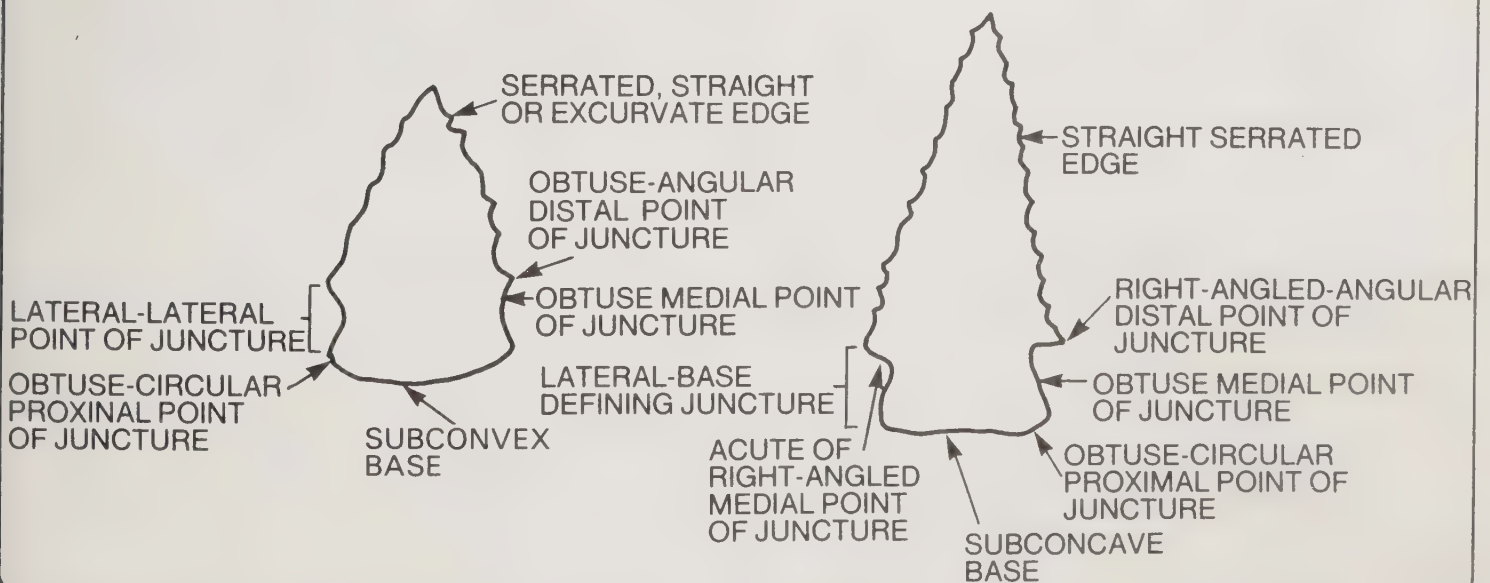 SERRATED, STRAIGHT
OR EXCURVATE EDGE
OBTUSE-ANGULAR
DISTAL POINT
OF JUNCTURE
OBTUSE MEDIAL POINT
OF JUNCTURE
LATERAL-LATERAL
POINT OF JUNCTURE
OBTUSE-CIRCULAR
PROXINAL POINT
OF JUNCTURE
SUBCONVEX
BASE
STRAIGHT SERRATED
EDGE
RIGHT-ANGLED-ANGULAR
DISTAL POINT OF
JUNCTURE
LATERAL-BASE
DEFINING JUNCTURE
OBTUSE MEDIAL POINT
OF JUNCTURE
ACUTE OF
RIGHT-ANGLED
MEDIAL POINT
OF JUNCTURE
OBTUSE-CIRCULAR
PROXIMAL POINT OF
JUNCTURE
SUBCONCAVE
BASE